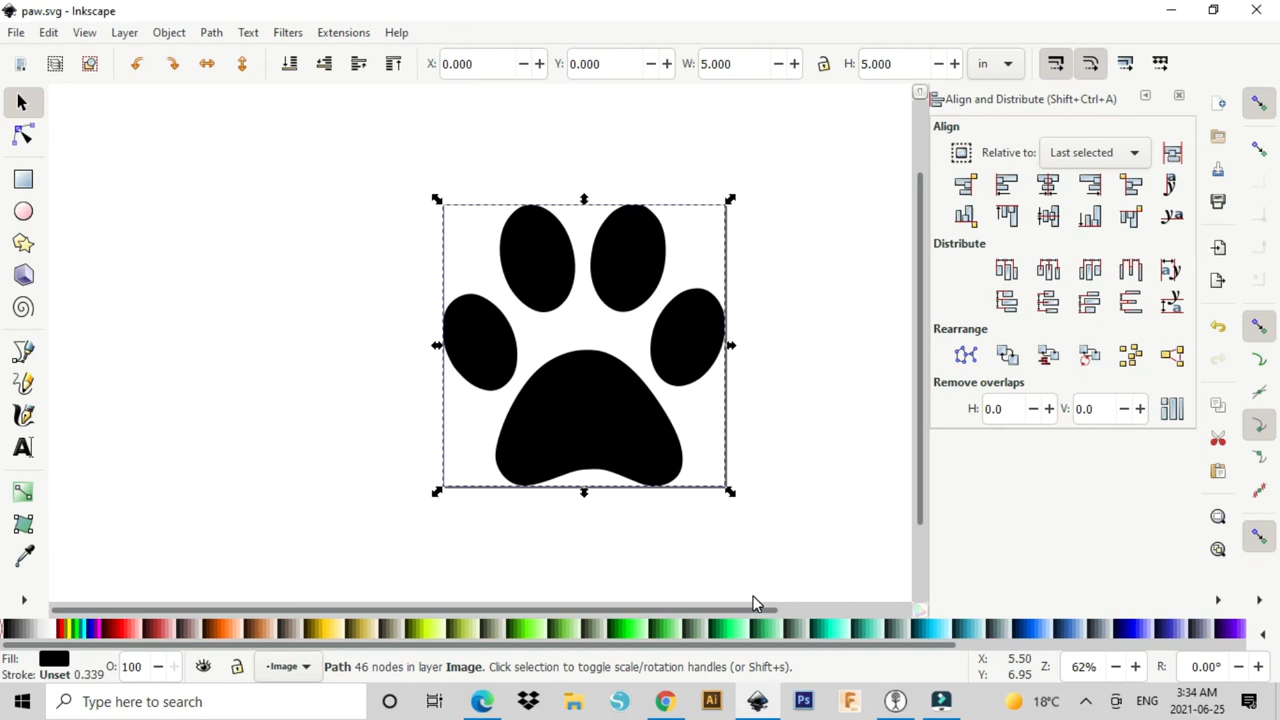 paw.svg - Inkscape
File Edit View Layer Object Path Text Filters Extensions Help
X: 0.000 Y: 0.000 W: 5.000 H: 5.000 in
Align and Distribute (Shift+Ctrl+A)
Align
Relative to: Last selected
Distribute
Rearrange
Remove overlaps
H: 0.0 V: 0.0
Fill:
Stroke: Unset 0.339
O: 100
Image
Path 46 nodes in layer Image. Click selection to toggle scale/rotation handles (or Shift+s).
X: 5.50
Y: 6.95
Z: 62%
R: 0.00°
Type here to search
Ai
Ps
18°C
ENG
3:34 AM
2021-06-25